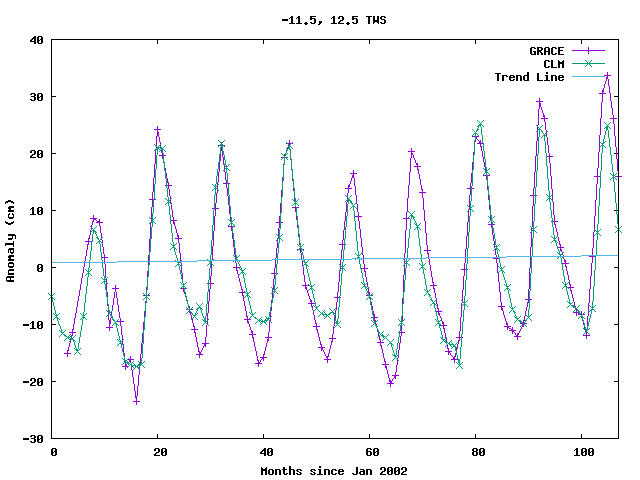 -11.5, 12.5 TWS
GRACE
CLM
Trend Line
40
30
20
10
0
-10
-20
-30
Anomaly (cm)
0 20 40 60 80 100
Months since Jan 2002